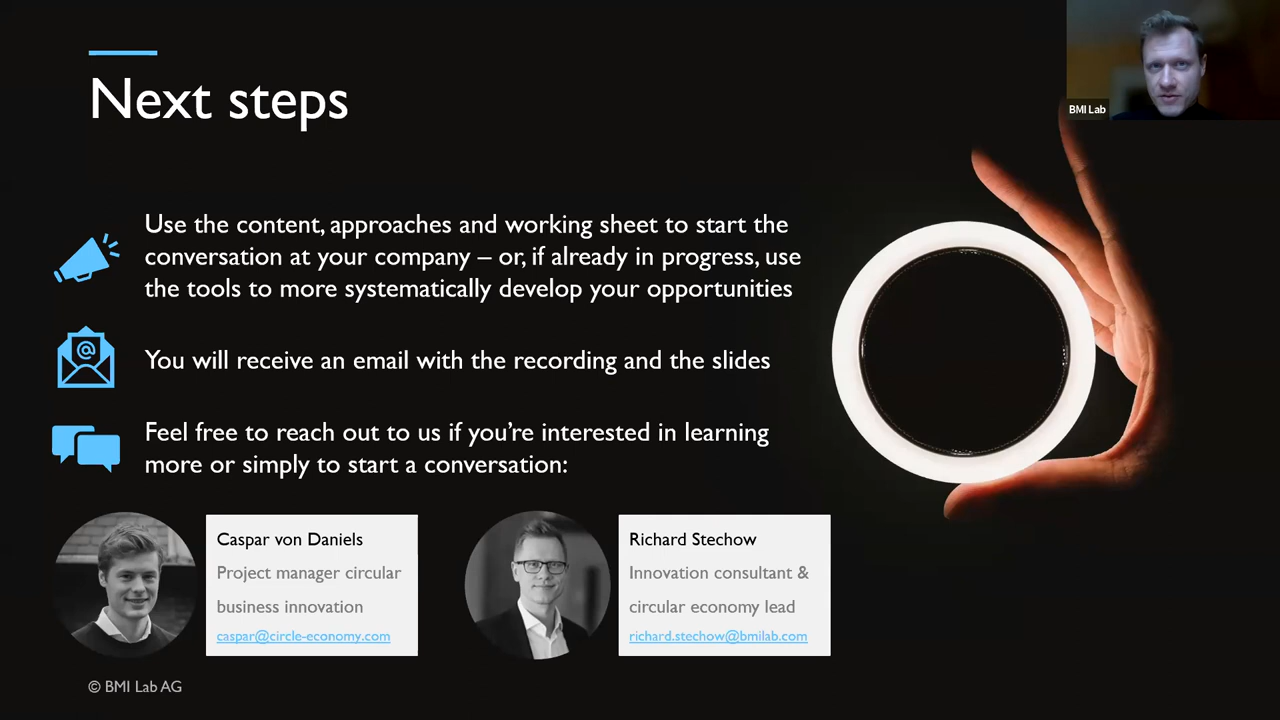 Next steps
BMI Lab
Use the content, approaches and working sheet to start the
conversation at your company – or, if already in progress, use
the tools to more systematically develop your opportunities
You will receive an email with the recording and the slides
Feel free to reach out to us if you’re interested in learning
more or simply to start a conversation:
Caspar von Daniels
Project manager circular
business innovation
caspar@circle-economy.com
Richard Stechow
Innovation consultant &
circular economy lead
richard.stechow@bmilab.com
© BMI Lab AG